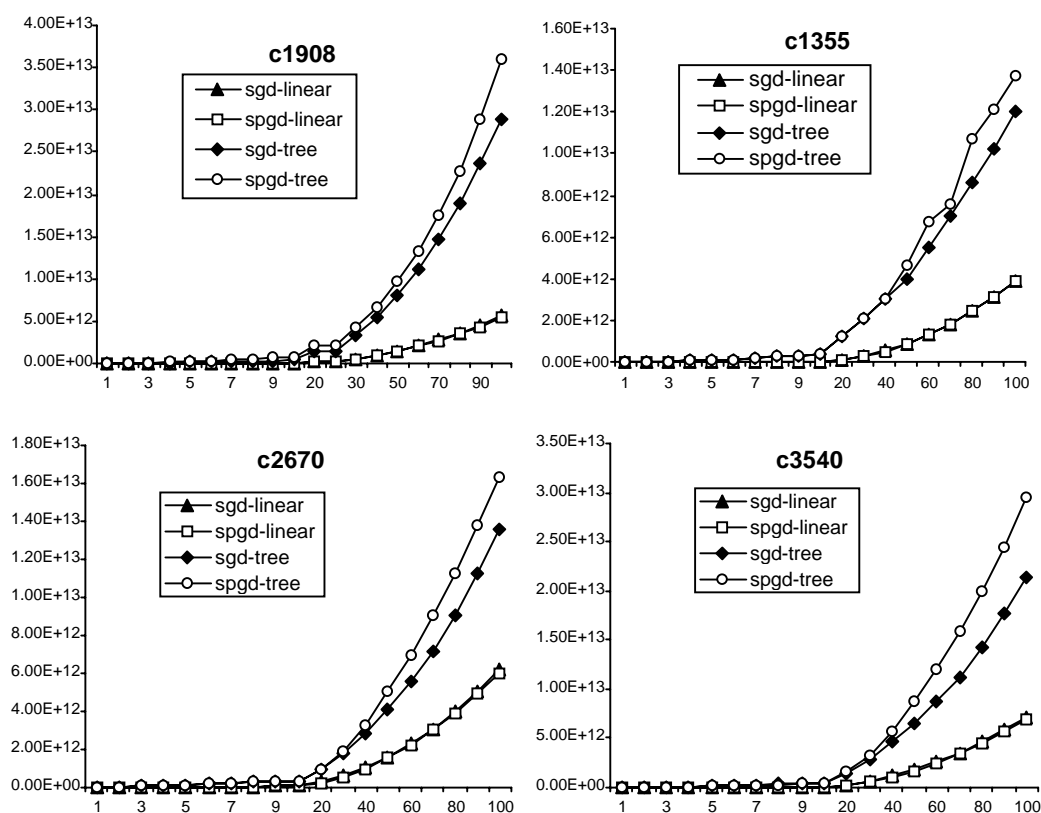 c1908
sgd-linear
spgd-linear
sgd-tree
spgd-tree
4.00E+13
3.50E+13
3.00E+13
2.50E+13
2.00E+13
1.50E+13
1.00E+13
5.00E+12
0.00E+00
1 3 5 7 9 20 30 50 70 90
c1355
sgd-linear
spgd-linear
sgd-tree
spgd-tree
1.60E+13
1.40E+13
1.20E+13
1.00E+13
8.00E+12
6.00E+12
4.00E+12
2.00E+12
0.00E+00
1 3 5 7 9 20 40 60 80 100
c2670
sgd-linear
spgd-linear
sgd-tree
spgd-tree
1.80E+13
1.60E+13
1.40E+13
1.20E+13
1.00E+13
8.00E+12
6.00E+12
4.00E+12
2.00E+12
0.00E+00
1 3 5 7 9 20 40 60 80 100
c3540
sgd-linear
spgd-linear
sgd-tree
spgd-tree
3.50E+13
3.00E+13
2.50E+13
2.00E+13
1.50E+13
1.00E+13
5.00E+12
0.00E+00
1 3 5 7 9 20 40 60 80 100